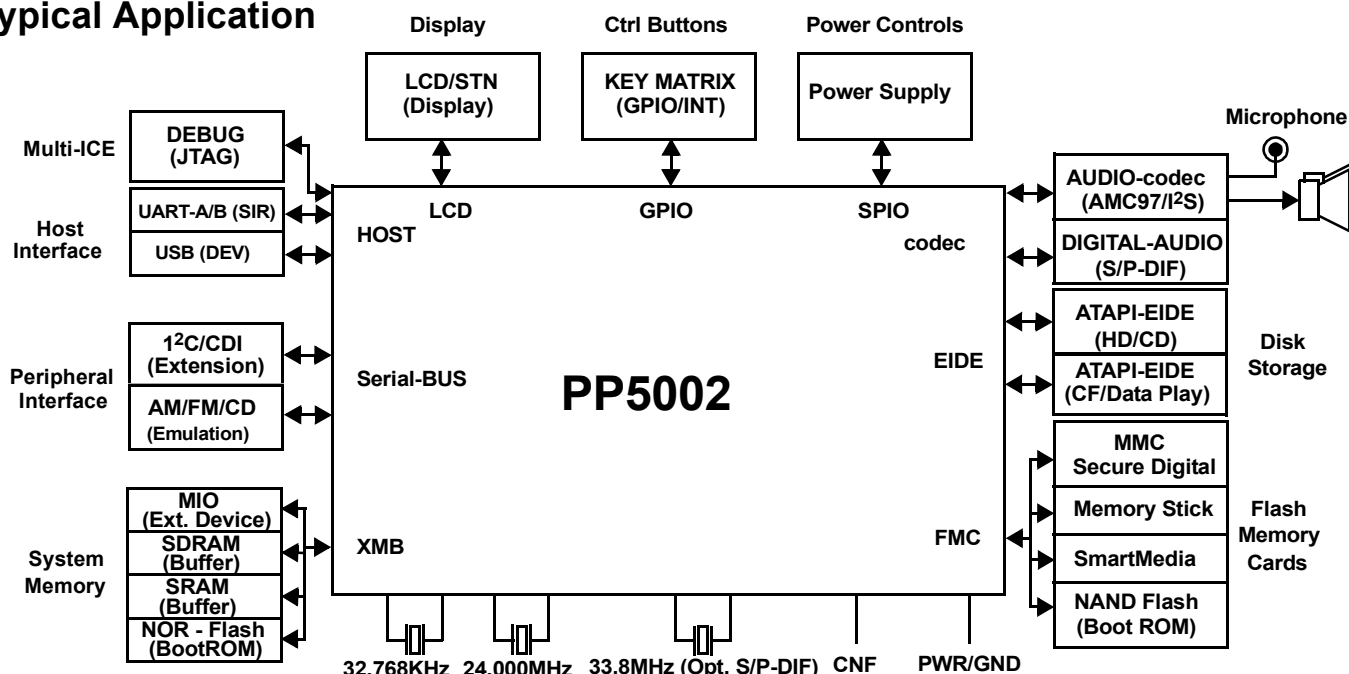 ypical Application
Display
Ctrl Buttons
Power Controls
LCD/STN
(Display)
KEY MATRIX
(GPIO/INT)
Power Supply
Microphone
Multi-ICE
DEBUG
(JTAG)
Host
Interface
UART-A/B (SIR)
USB (DEV)
Peripheral
Interface
1²C/CDI
(Extension)
AM/FM/CD
(Emulation)
System
Memory
MIO
(Ext. Device)
SDRAM
(Buffer)
SRAM
(Buffer)
NOR - Flash
(BootROM)
LCD
GPIO
SPIO
HOST
codec
Serial-BUS
PP5002
EIDE
XMB
FMC
AUDIO-codec
(AMC97/I²S)
DIGITAL-AUDIO
(S/P-DIF)
ATAPI-EIDE
(HD/CD)
ATAPI-EIDE
(CF/Data Play)
Disk
Storage
MMC
Secure Digital
Memory Stick
SmartMedia
NAND Flash
(Boot ROM)
Flash
Memory
Cards
32.768KHz
24.000MHz
33.8MHz (Opt. S/P-DIF)
CNF
PWR/GND